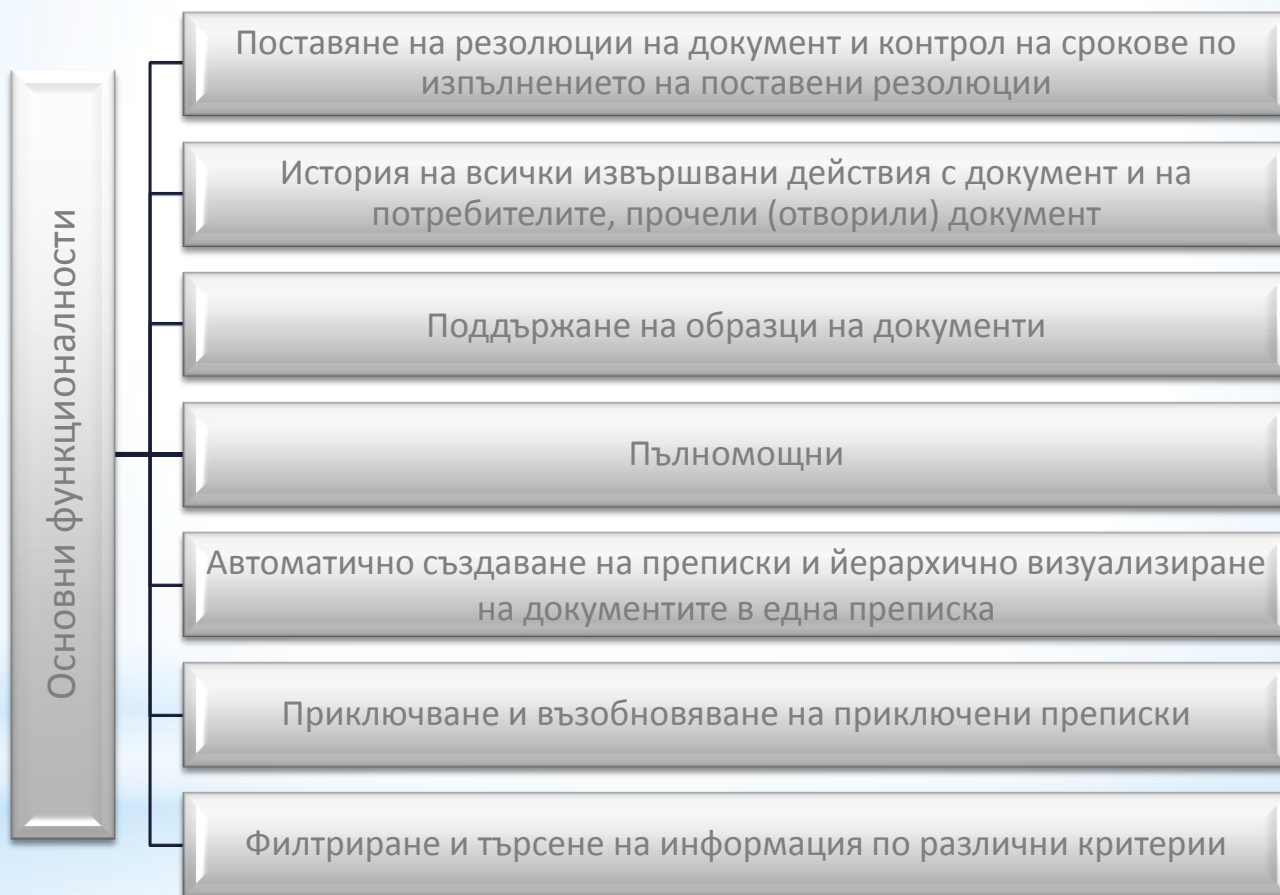 Основни функционалности
Поставяне на резолюции на документ и контрол на срокове по
изпълнението на поставени резолюции
История на всички извършвани действия с документ и на
потребителите, прочели (отворили) документ
Поддържане на образци на документи
Пълномощни
Автоматично създаване на преписки и йерархично визуализиране
на документите в една преписка
Приключване и възобновяване на приключени преписки
Филтриране и търсене на информация по различни критерии